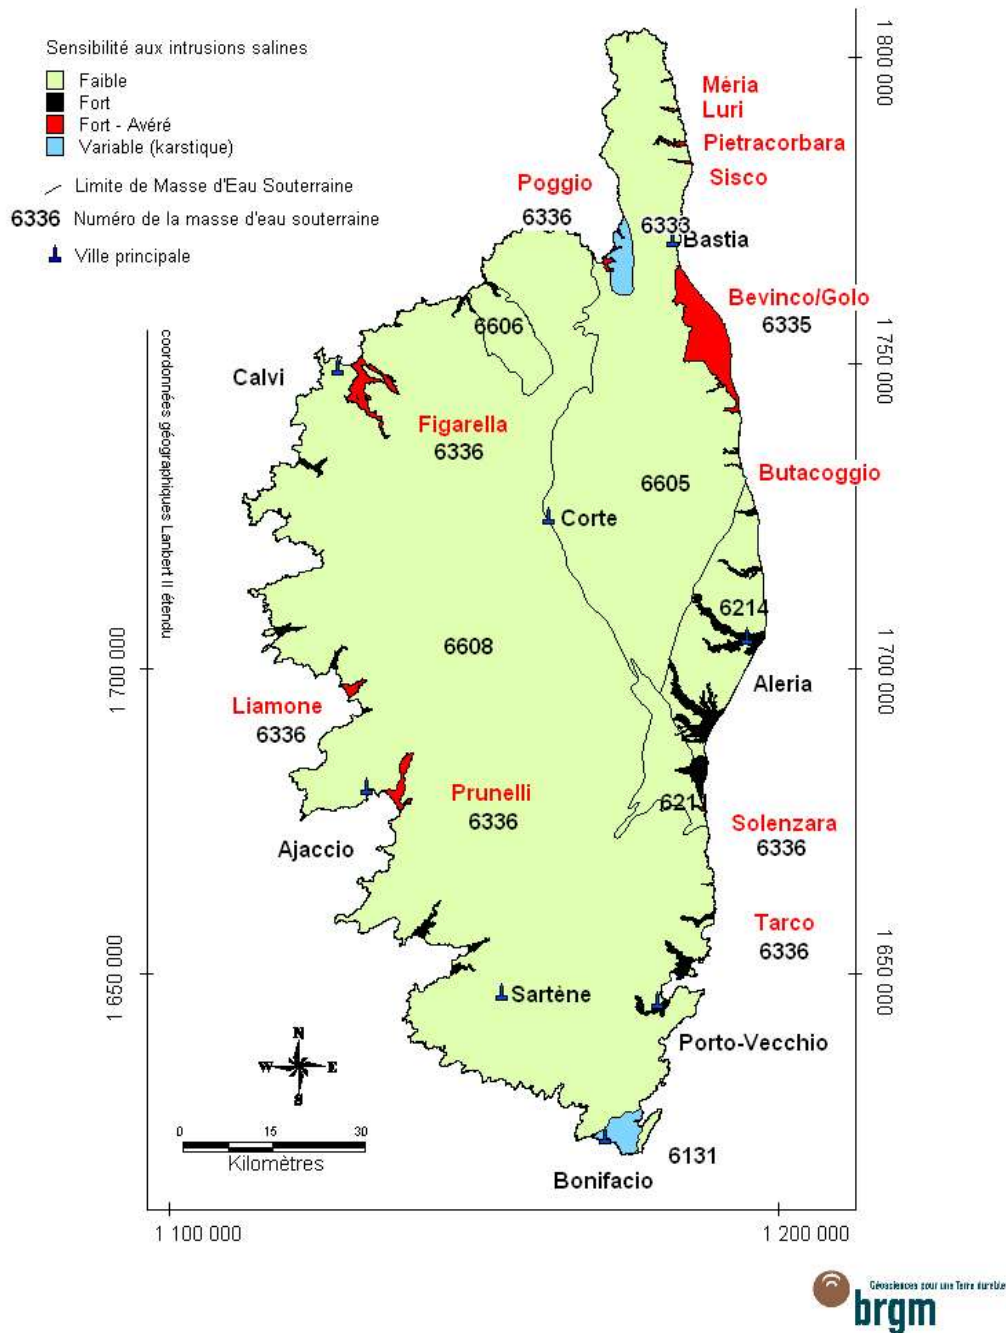 Sensibilité aux intrusions salines
Faible
Fort
Fort - Avéré
Variable (karstique)
Limite de Masse d'Eau Souterraine
6336 Numéro de la masse d'eau souterraine
Ville principale
1 800 000
Méria
Luri
Pietracorbara
Sisco
Poggio
6336
6333
Bastia
Bevinco/Golo
6335
6606
1 750 000
coordonnées géographiques Lanbert II étendu
Calvi
Figarella
6336
Butacoggio
6605
Corte
6214
6608
1 700 000
1 700 000
Aleria
Liamone
6336
Prunelli
6336
6211
Solenzara
6336
Ajaccio
Tarco
6336
1 650 000
1 650 000
Sartène
Porto-Vecchio
N
W E
S
0 15 30
Kilomètres
6131
Bonifacio
1 100 000
1 200 000
Géosciences pour une Terre durable
brgm